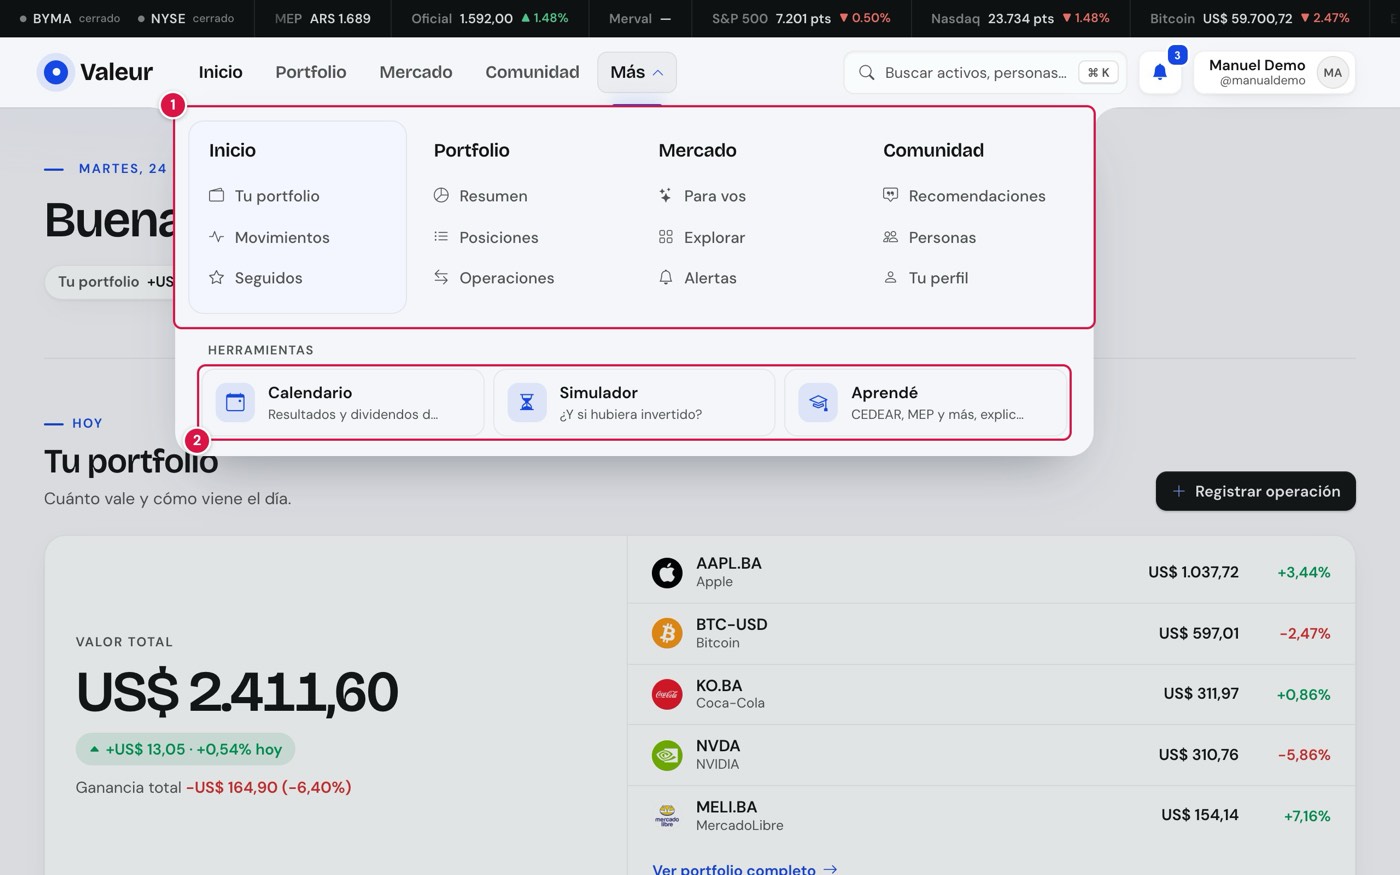 BYMA cerrado NYSE cerrado MEP ARS 1.689 Oficial 1.592,00 ▲ 1.48% Merval — S&P 500 7.201 pts ▼ 0.50% Nasdaq 23.734 pts ▼ 1.48% Bitcoin US$ 59.700,72 ▼ 2.47%
Valeur Inicio Portfolio Mercado Comunidad Más Buscar activos, personas... ⌘ K 3 Manuel Demo
@manualdemo
MA
1
Inicio
Tu portfolio
Movimientos
Seguidos
Portfolio
Resumen
Posiciones
Operaciones
Mercado
Para vos
Explorar
Alertas
Comunidad
Recomendaciones
Personas
Tu perfil
MARTES, 24
Buena
Tu portfolio +US
HERRAMIENTAS
Calendario
Resultados y dividendos d...
Simulador
¿Y si hubiera invertido?
Aprendé
CEDEAR, MEP y más, explic...
2
HOY
Tu portfolio
Cuánto vale y cómo viene el día.
+ Registrar operación
VALOR TOTAL
US$ 2.411,60
▲ +US$ 13,05 · +0,54% hoy
Ganancia total −US$ 164,90 (−6,40%)
AAPL.BA
Apple
US$ 1.037,72 +3,44%
BTC-USD
Bitcoin
US$ 597,01 −2,47%
Coca-Cola
KO.BA
Coca-Cola
US$ 311,97 +0,86%
NVDA
NVIDIA
US$ 310,76 −5,86%
mercado
libre
MELI.BA
MercadoLibre
US$ 154,14 +7,16%
Ver portfolio completo →